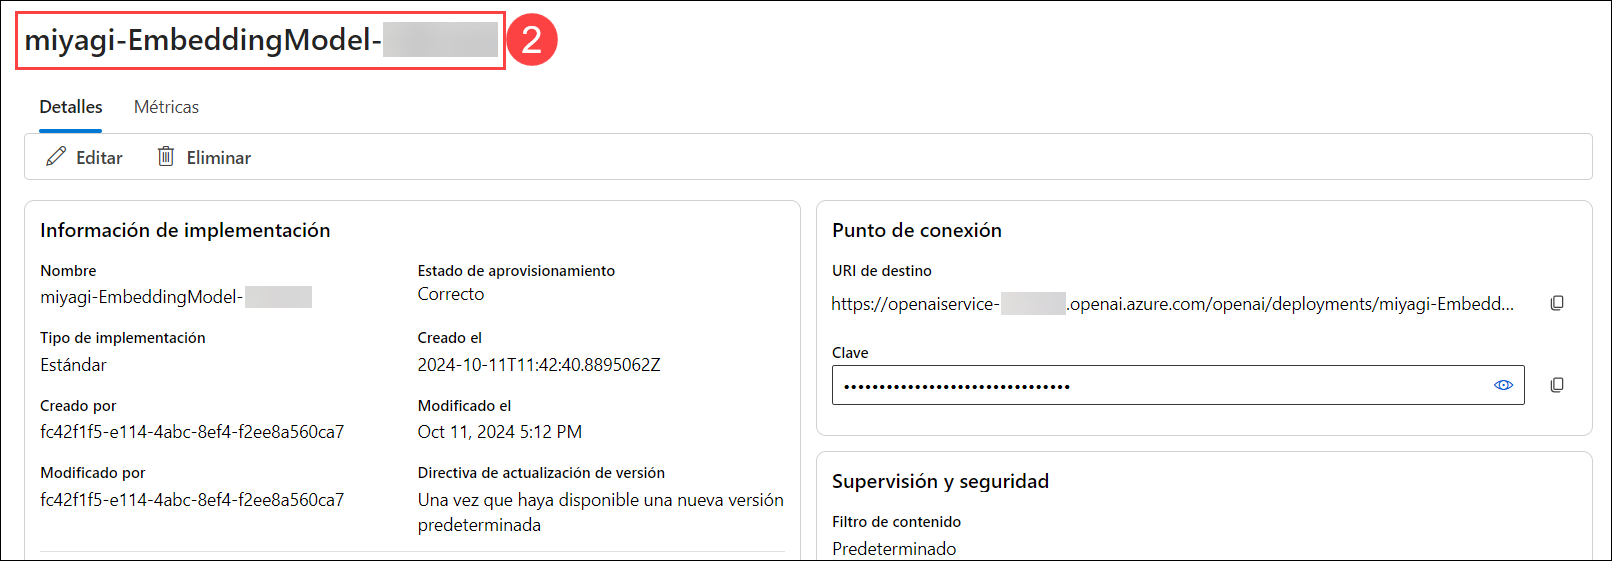 miyagi-EmbeddingModel-
2
Detalles
Métricas
Editar
Eliminar
Información de implementación
Nombre
miyagi-EmbeddingModel-
Estado de aprovisionamiento
Correcto
Tipo de implementación
Estándar
Creado el
2024-10-11T11:42:40.8895062Z
Creado por
fc42f1f5-e114-4abc-8ef4-f2ee8a560ca7
Modificado el
Oct 11, 2024 5:12 PM
Modificado por
fc42f1f5-e114-4abc-8ef4-f2ee8a560ca7
Directiva de actualización de versión
Una vez que haya disponible una nueva versión
predeterminada
Punto de conexión
URI de destino
https://openaiservice- .openai.azure.com/openai/deployments/miyagi-Embedd...
Clave
••••••••••••••••••••••••••••••••
Supervisión y seguridad
Filtro de contenido
Predeterminado